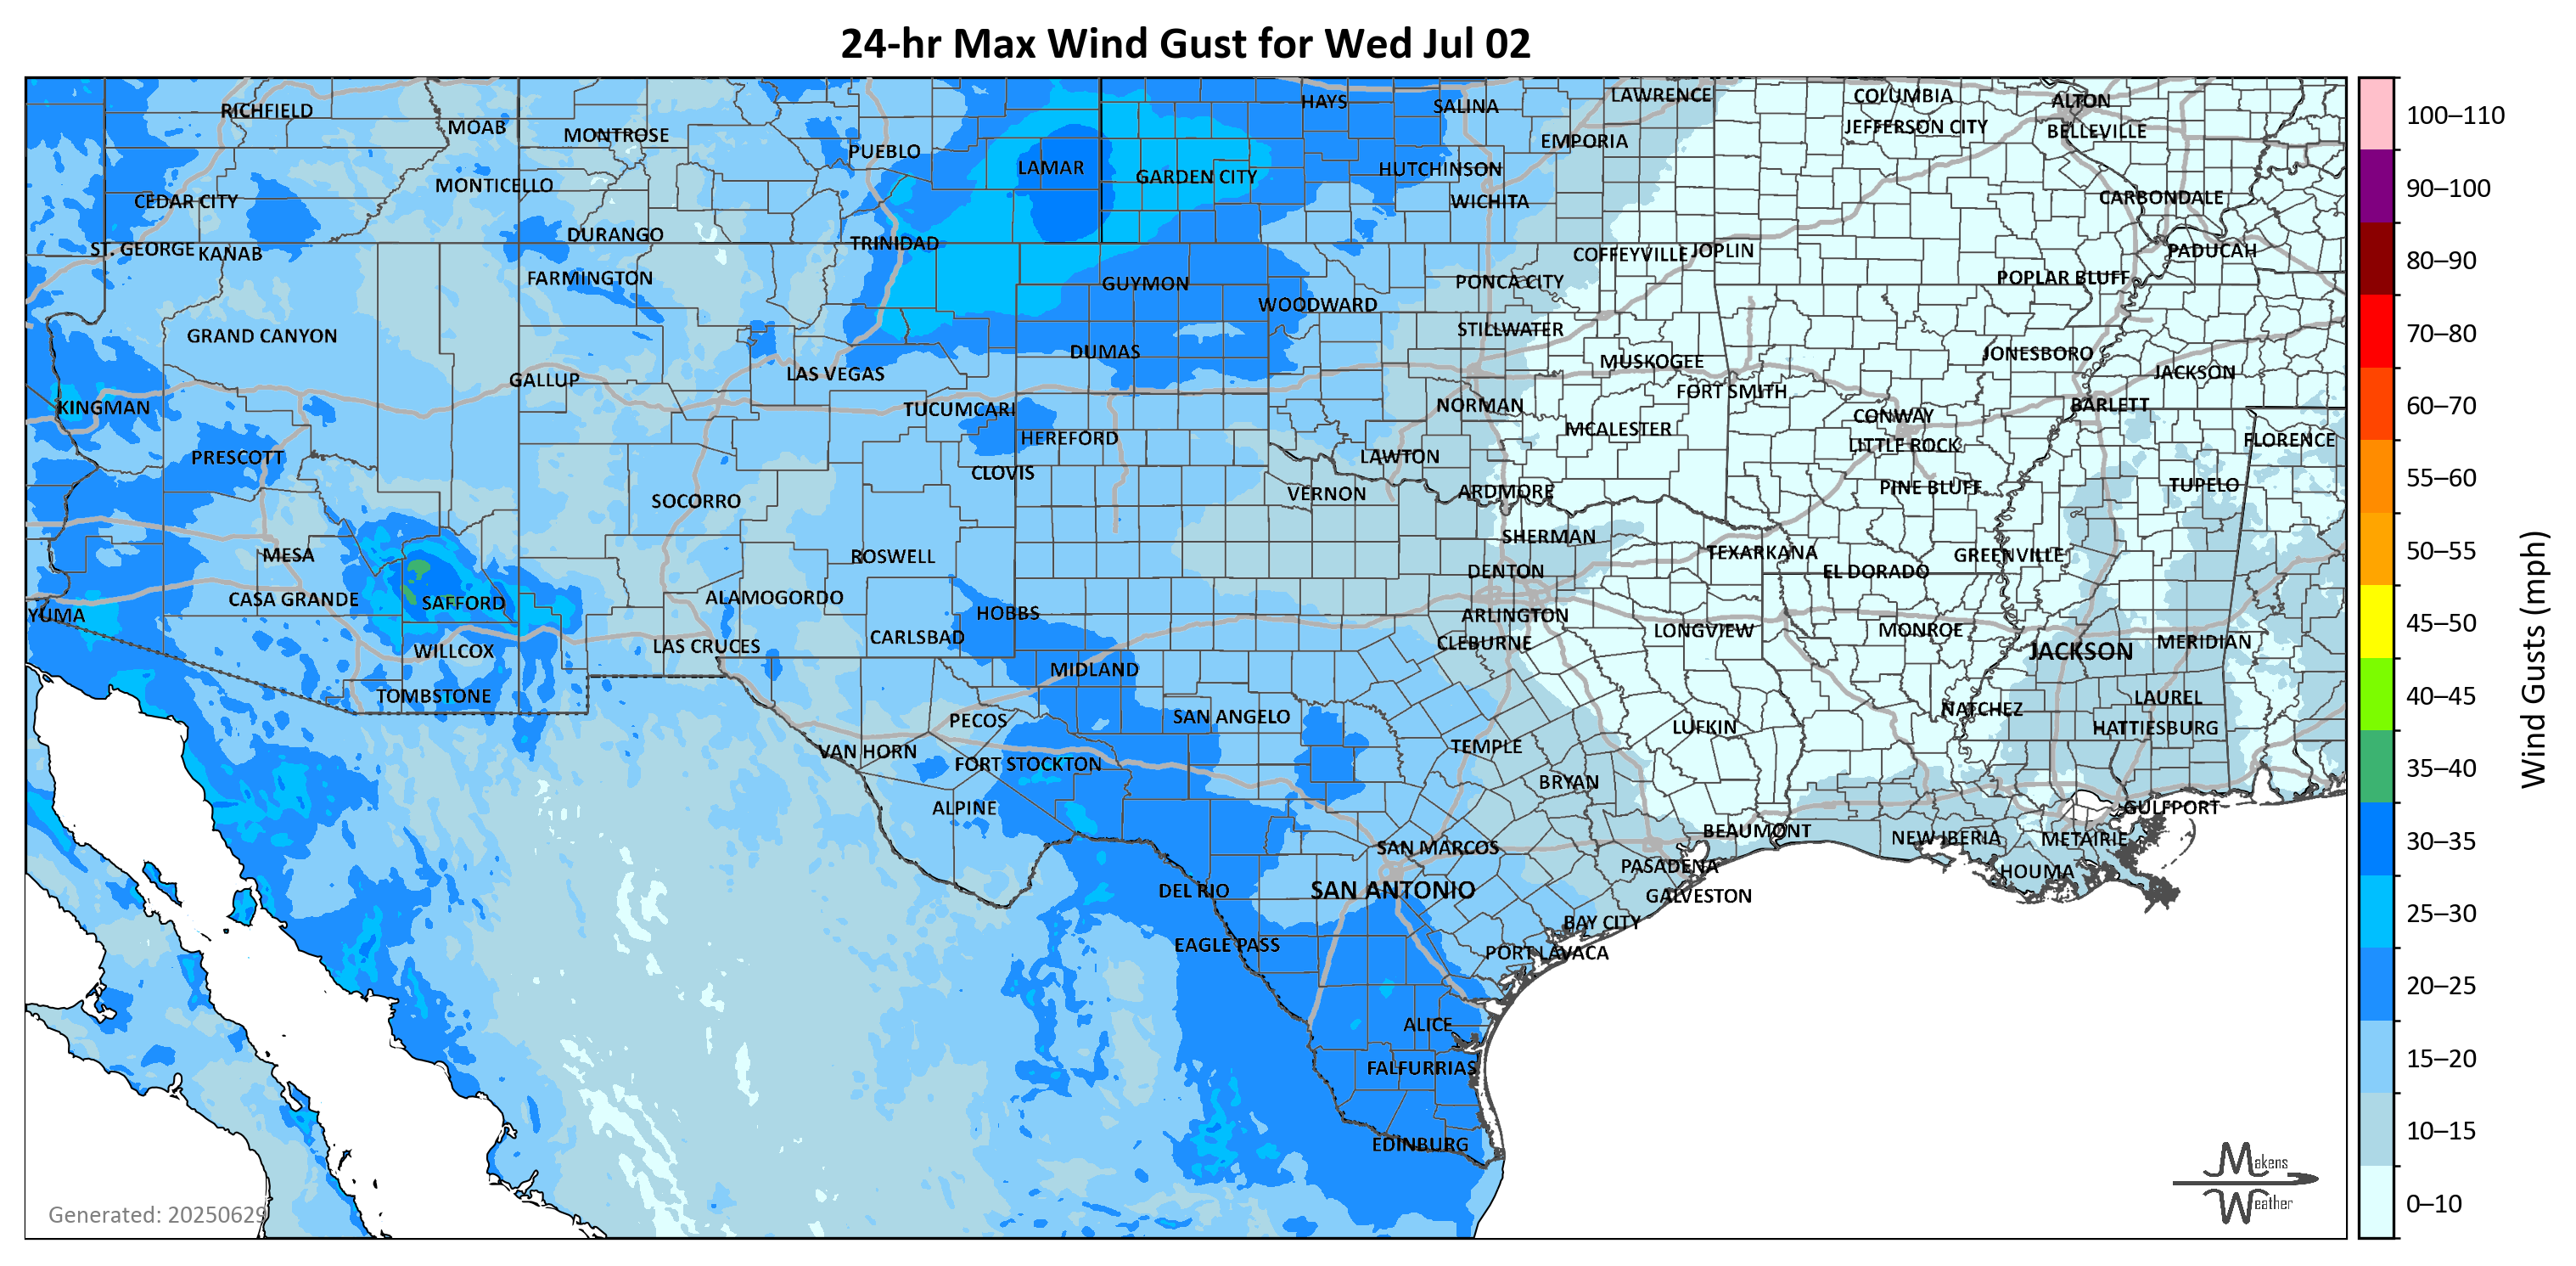 24-hr Max Wind Gust for Wed Jul 02
RICHFIELD
MOAB
MONTROSE
PUEBLO
LAMAR
GARDEN CITY
HAYS
SALINA
HUTCHINSON
WICHITA
EMPORIA
LAWRENCE
COLUMBIA
JEFFERSON CITY
ALTON
BELLEVILLE
CARBONDALE
PADUCAH
MONTICELLO
CEDAR CITY
ST. GEORGE
KANAB
DURANGO
FARMINGTON
TRINIDAD
GUYMON
WOODWARD
PONCA CITY
COFFEYVILLE
JOPLIN
POPLAR BLUFF
GRAND CANYON
STILLWATER
DUMAS
MUSKOGEE
JONESBORO
JACKSON
GALLUP
LAS VEGAS
FORT SMITH
KINGMAN
TUCUMCARI
NORMAN
CONWAY
BARLETT
HEREFORD
MCALESTER
LITTLE ROCK
FLORENCE
PRESCOTT
CLOVIS
LAWTON
SOCORRO
VERNON
ARDMORE
PINE BLUFF
TUPELO
MESA
ROSWELL
SHERMAN
TEXARKANA
GREENVILLE
DENTON
EL DORADO
CASA GRANDE
SAFFORD
ALAMOGORDO
HOBBS
YUMA
ARLINGTON
CARLSBAD
CLEBURNE
LONGVIEW
MONROE
JACKSON
MERIDIAN
WILLCOX
LAS CRUCES
MIDLAND
TOMBSTONE
LAUREL
PECOS
SAN ANGELO
NATCHEZ
LUFKIN
HATTIESBURG
VAN HORN
TEMPLE
FORT STOCKTON
BRYAN
ALPINE
GULFPORT
BEAUMONT
NEW IBERIA
METAIRIE
SAN MARCOS
PASADENA
HOUMA
DEL RIO
SAN ANTONIO
GALVESTON
BAY CITY
EAGLE PASS
PORT LAVACA
ALICE
FALFURRIAS
EDINBURG
Generated: 20250629
Makens
Weather
100–110
90–100
80–90
70–80
60–70
55–60
50–55
45–50
40–45
35–40
30–35
25–30
20–25
15–20
10–15
0–10
Wind Gusts (mph)